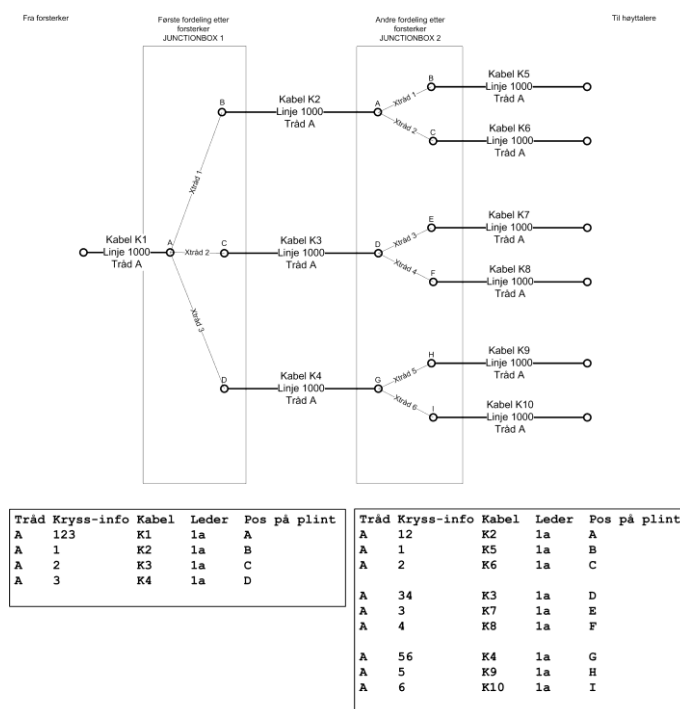 Fra forsterker
Første fordeling etter
forsterker
JUNCTIONBOX 1
Andre fordeling etter
forsterker
JUNCTIONBOX 2
Til høyttalere
Kabel K1
Linje 1000
Tråd A
A
Xtråd 1
Xtråd 2
Xtråd 3
B
C
D
Kabel K2
Linje 1000
Tråd A
Kabel K3
Linje 1000
Tråd A
Kabel K4
Linje 1000
Tråd A
A
Xtråd 1
Xtråd 2
B
C
D
Xtråd 3
Xtråd 4
E
F
G
Xtråd 5
Xtråd 6
H
I
Kabel K5
Linje 1000
Tråd A
Kabel K6
Linje 1000
Tråd A
Kabel K7
Linje 1000
Tråd A
Kabel K8
Linje 1000
Tråd A
Kabel K9
Linje 1000
Tråd A
Kabel K10
Linje 1000
Tråd A
Tråd Kryss-info Kabel Leder Pos på plint
A 123 K1 1a A
A 1 K2 1a B
A 2 K3 1a C
A 3 K4 1a D
Tråd Kryss-info Kabel Leder Pos på plint
A 12 K2 1a A
A 1 K5 1a B
A 2 K6 1a C
A 34 K3 1a D
A 3 K7 1a E
A 4 K8 1a F
A 56 K4 1a G
A 5 K9 1a H
A 6 K10 1a I